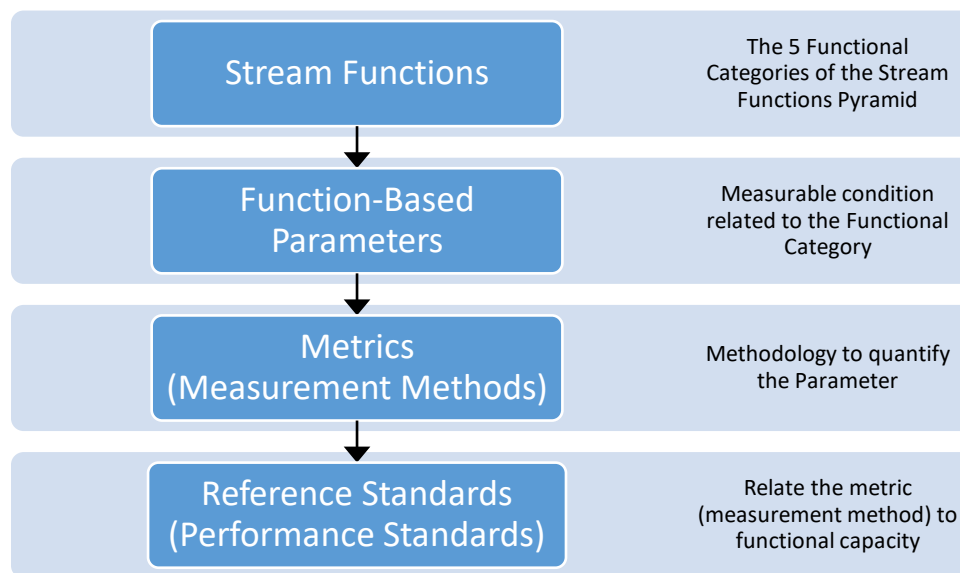 Stream Functions
The 5 Functional
Categories of the Stream
Functions Pyramid
Function-Based
Parameters
Measurable condition
related to the Functional
Category
Metrics
(Measurement Methods)
Methodology to quantify
the Parameter
Reference Standards
(Performance Standards)
Relate the metric
(measurement method) to
functional capacity